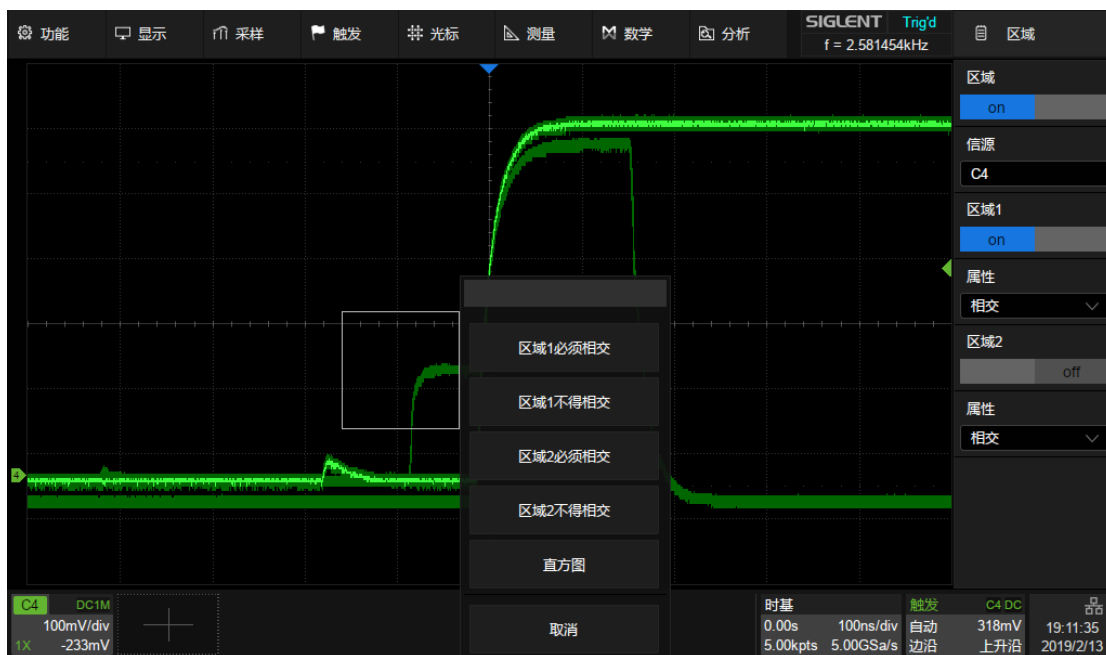 功能 显示 采样 触发 光标 测量 数学 分析 SIGLENT Trig'd 区域
f = 2.581454kHz
区域
on
信源
C4
区域1
on
属性
相交
区域2
off
属性
相交
区域1必须相交
区域1不得相交
区域2必须相交
区域2不得相交
直方图
取消
4
C4 DC1M
100mV/div
1X -233mV
时基
0.00s 100ns/div
5.00kpts 5.00GSa/s
触发 C4 DC
自动 318mV
边沿 上升沿
19:11:35
2019/2/13